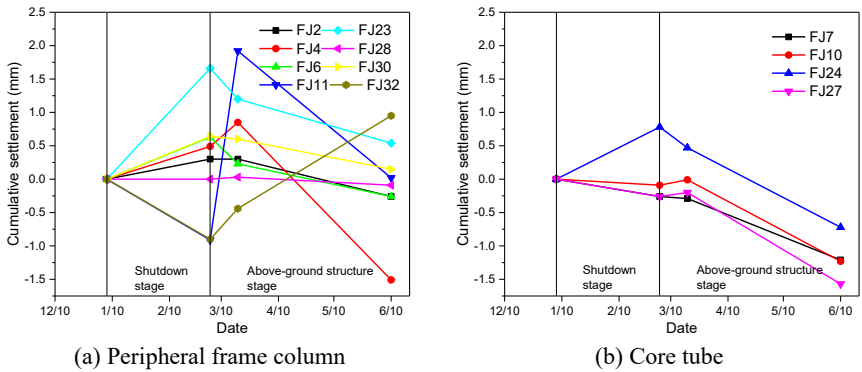 Cumulative settlement (mm)
2.5
2.0
1.5
1.0
0.5
0.0
-0.5
-1.0
-1.5
FJ2 FJ23
FJ4 FJ28
FJ6 FJ30
FJ11 FJ32
Shutdown
stage
Above-ground structure
stage
12/10 1/10 2/10 3/10 4/10 5/10 6/10
Date
(a) Peripheral frame column
Cumulative settlement (mm)
2.5
2.0
1.5
1.0
0.5
0.0
-0.5
-1.0
-1.5
FJ7
FJ10
FJ24
FJ27
Shutdown
stage
Above-ground structure
stage
12/10 1/10 2/10 3/10 4/10 5/10 6/10
Date
(b) Core tube